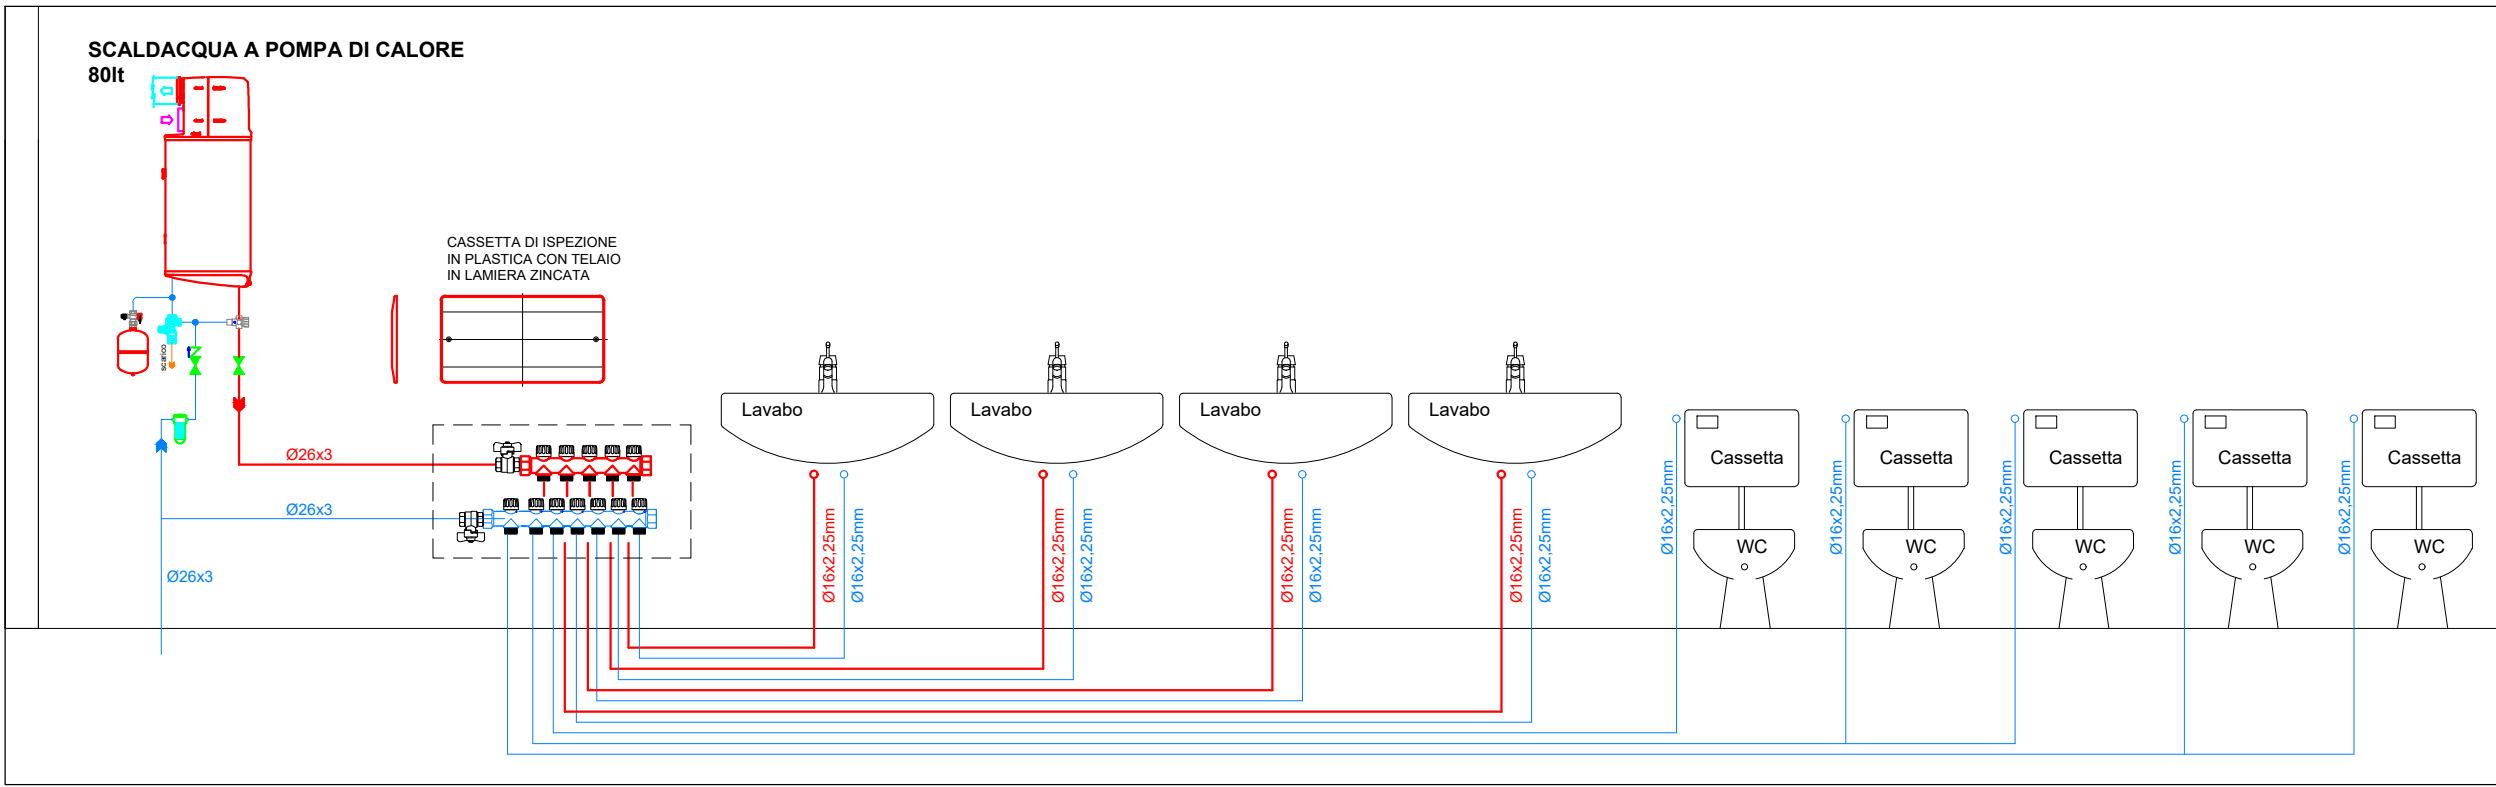 SCALDACQUA A POMPA DI CALORE
80lt
CASSETTA DI ISPEZIONE
IN PLASTICA CON TELAIO
IN LAMIERA ZINCATA
scarico
Ø26x3
Ø26x3
Ø26x3
Lavabo
Lavabo
Lavabo
Lavabo
Ø16x2,25mm
Ø16x2,25mm
Ø16x2,25mm
Ø16x2,25mm
Ø16x2,25mm
Ø16x2,25mm
Ø16x2,25mm
Ø16x2,25mm
Ø16x2,25mm
Cassetta
WC
Ø16x2,25mm
Cassetta
WC
Ø16x2,25mm
Cassetta
WC
Ø16x2,25mm
Cassetta
WC
Ø16x2,25mm
Cassetta
WC